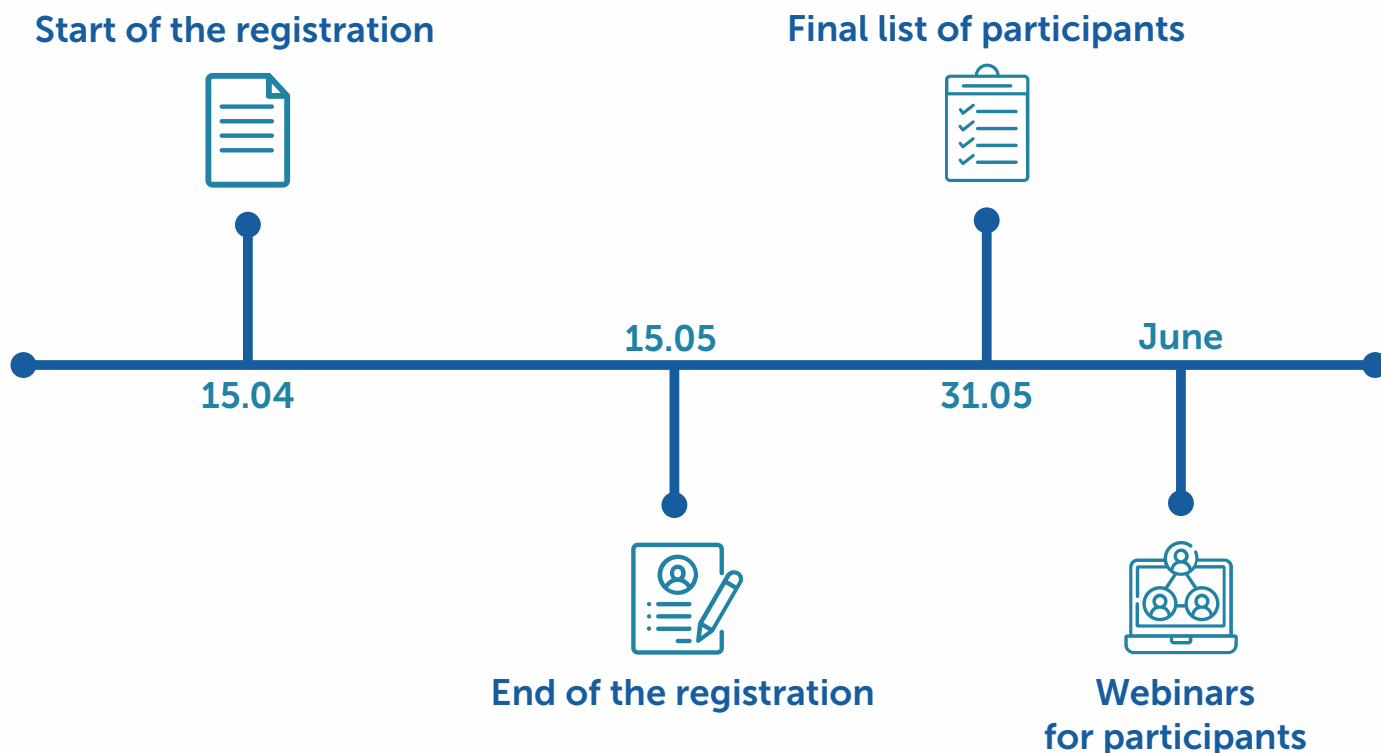 Start of the registration
Final list of participants
15.05
June
15.04
31.05
End of the registration
Webinars
for participants